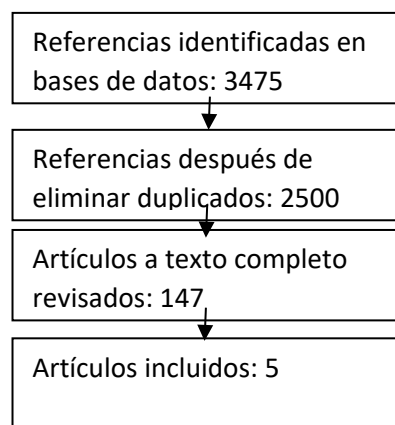 Referencias identificadas en
bases de datos: 3475
Referencias después de
eliminar duplicados: 2500
Artículos a texto completo
revisados: 147
Artículos incluidos: 5